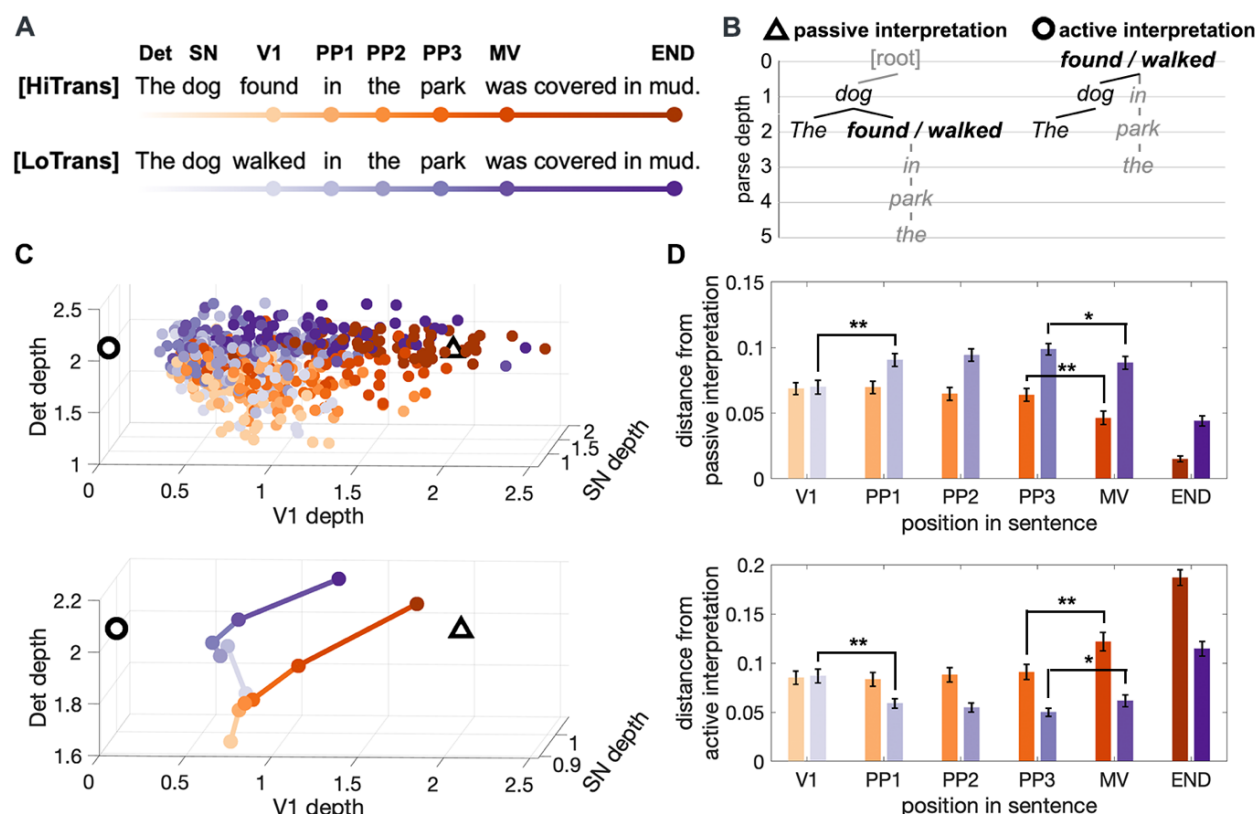 A
Det SN V1 PP1 PP2 PP3 MV END
[HiTrans] The dog found in the park was covered in mud.
[LoTrans] The dog walked in the park was covered in mud.
B
passive interpretation active interpretation
parse depth
0 [root] found / walked
1 dog dog in
2 The found / walked The park
3 in the
4 park
5 the
C
Det depth
2.5
2
1.5
1
0 0.5 1 1.5 2 2.5
V1 depth
1 1.5 2
SN depth
Det depth
2.2
2
1.8
1.6
0 0.5 1 1.5 2 2.5
V1 depth
0.9 1
SN depth
D
distance from
passive interpretation
0.15
0.1
0.05
0
** ** *
V1 PP1 PP2 PP3 MV END
position in sentence
distance from
active interpretation
0.2
0.15
0.1
0.05
0
** ** *
V1 PP1 PP2 PP3 MV END
position in sentence